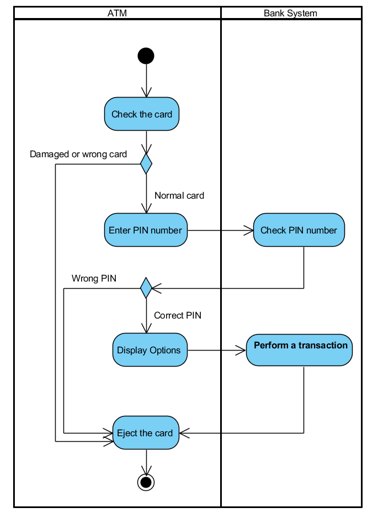 ATM
Bank System
Check the card
Damaged or wrong card
Normal card
Enter PIN number
Check PIN number
Wrong PIN
Correct PIN
Display Options
Perform a transaction
Eject the card